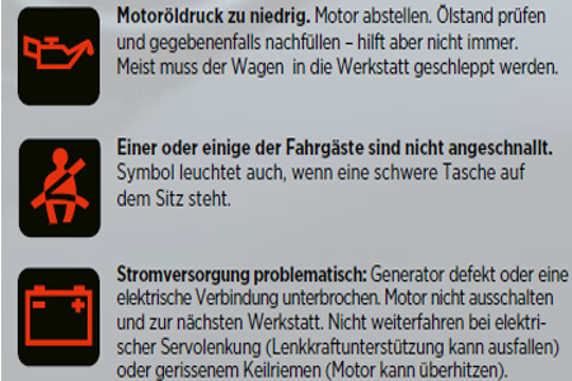 Motoröldruck zu niedrig. Motor abstellen. Ölstand prüfen
und gegebenenfalls nachfüllen – hilft aber nicht immer.
Meist muss der Wagen in die Werkstatt geschleppt werden.
Einer oder einige der Fahrgäste sind nicht angeschnallt.
Symbol leuchtet auch, wenn eine schwere Tasche auf
dem Sitz steht.
Stromversorgung problematisch: Generator defekt oder eine
elektrische Verbindung unterbrochen. Motor nicht ausschalten
und zur nächsten Werkstatt. Nicht weiterfahren bei elektri-
scher Servolenkung (Lenkkraftunterstützung kann ausfallen)
oder gerissenem Keilriemen (Motor kann überhitzen).